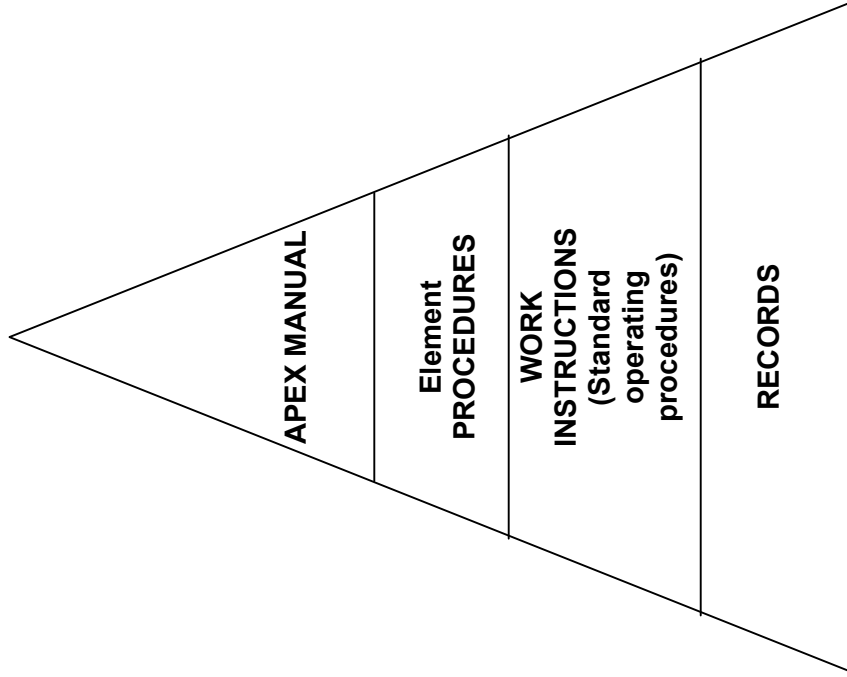 APEX MANUAL
Element
PROCEDURES
WORK
INSTRUCTIONS
(Standard
operating
procedures)
RECORDS